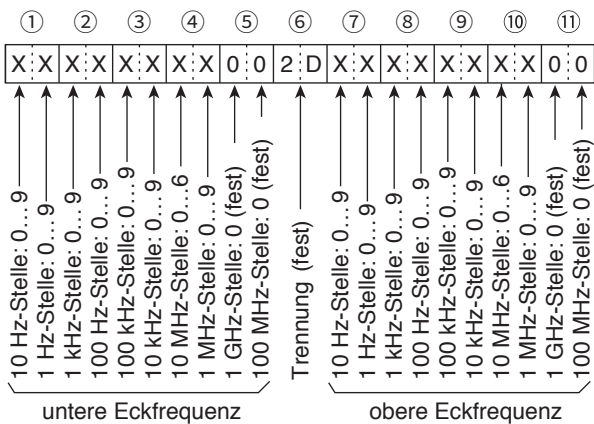 ① ② ③ ④ ⑤ ⑥ ⑦ ⑧ ⑨ ⑩ ⑪
X X X X X X X X 0 0 2 D X X X X X X X X 0 0
10 Hz-Stelle: 0…9
1 Hz-Stelle: 0…9
1 kHz-Stelle: 0…9
100 Hz-Stelle: 0…9
100 kHz-Stelle: 0…9
10 kHz-Stelle: 0…9
10 MHz-Stelle: 0…6
1 MHz-Stelle: 0…9
1 GHz-Stelle: 0 (fest)
100 MHz-Stelle: 0 (fest)
Trennung (fest)
10 Hz-Stelle: 0…9
1 Hz-Stelle: 0…9
1 kHz-Stelle: 0…9
100 Hz-Stelle: 0…9
100 kHz-Stelle: 0…9
10 kHz-Stelle: 0…9
10 MHz-Stelle: 0…6
1 MHz-Stelle: 0…9
1 GHz-Stelle: 0 (fest)
100 MHz-Stelle: 0 (fest)
untere Eckfrequenz obere Eckfrequenz